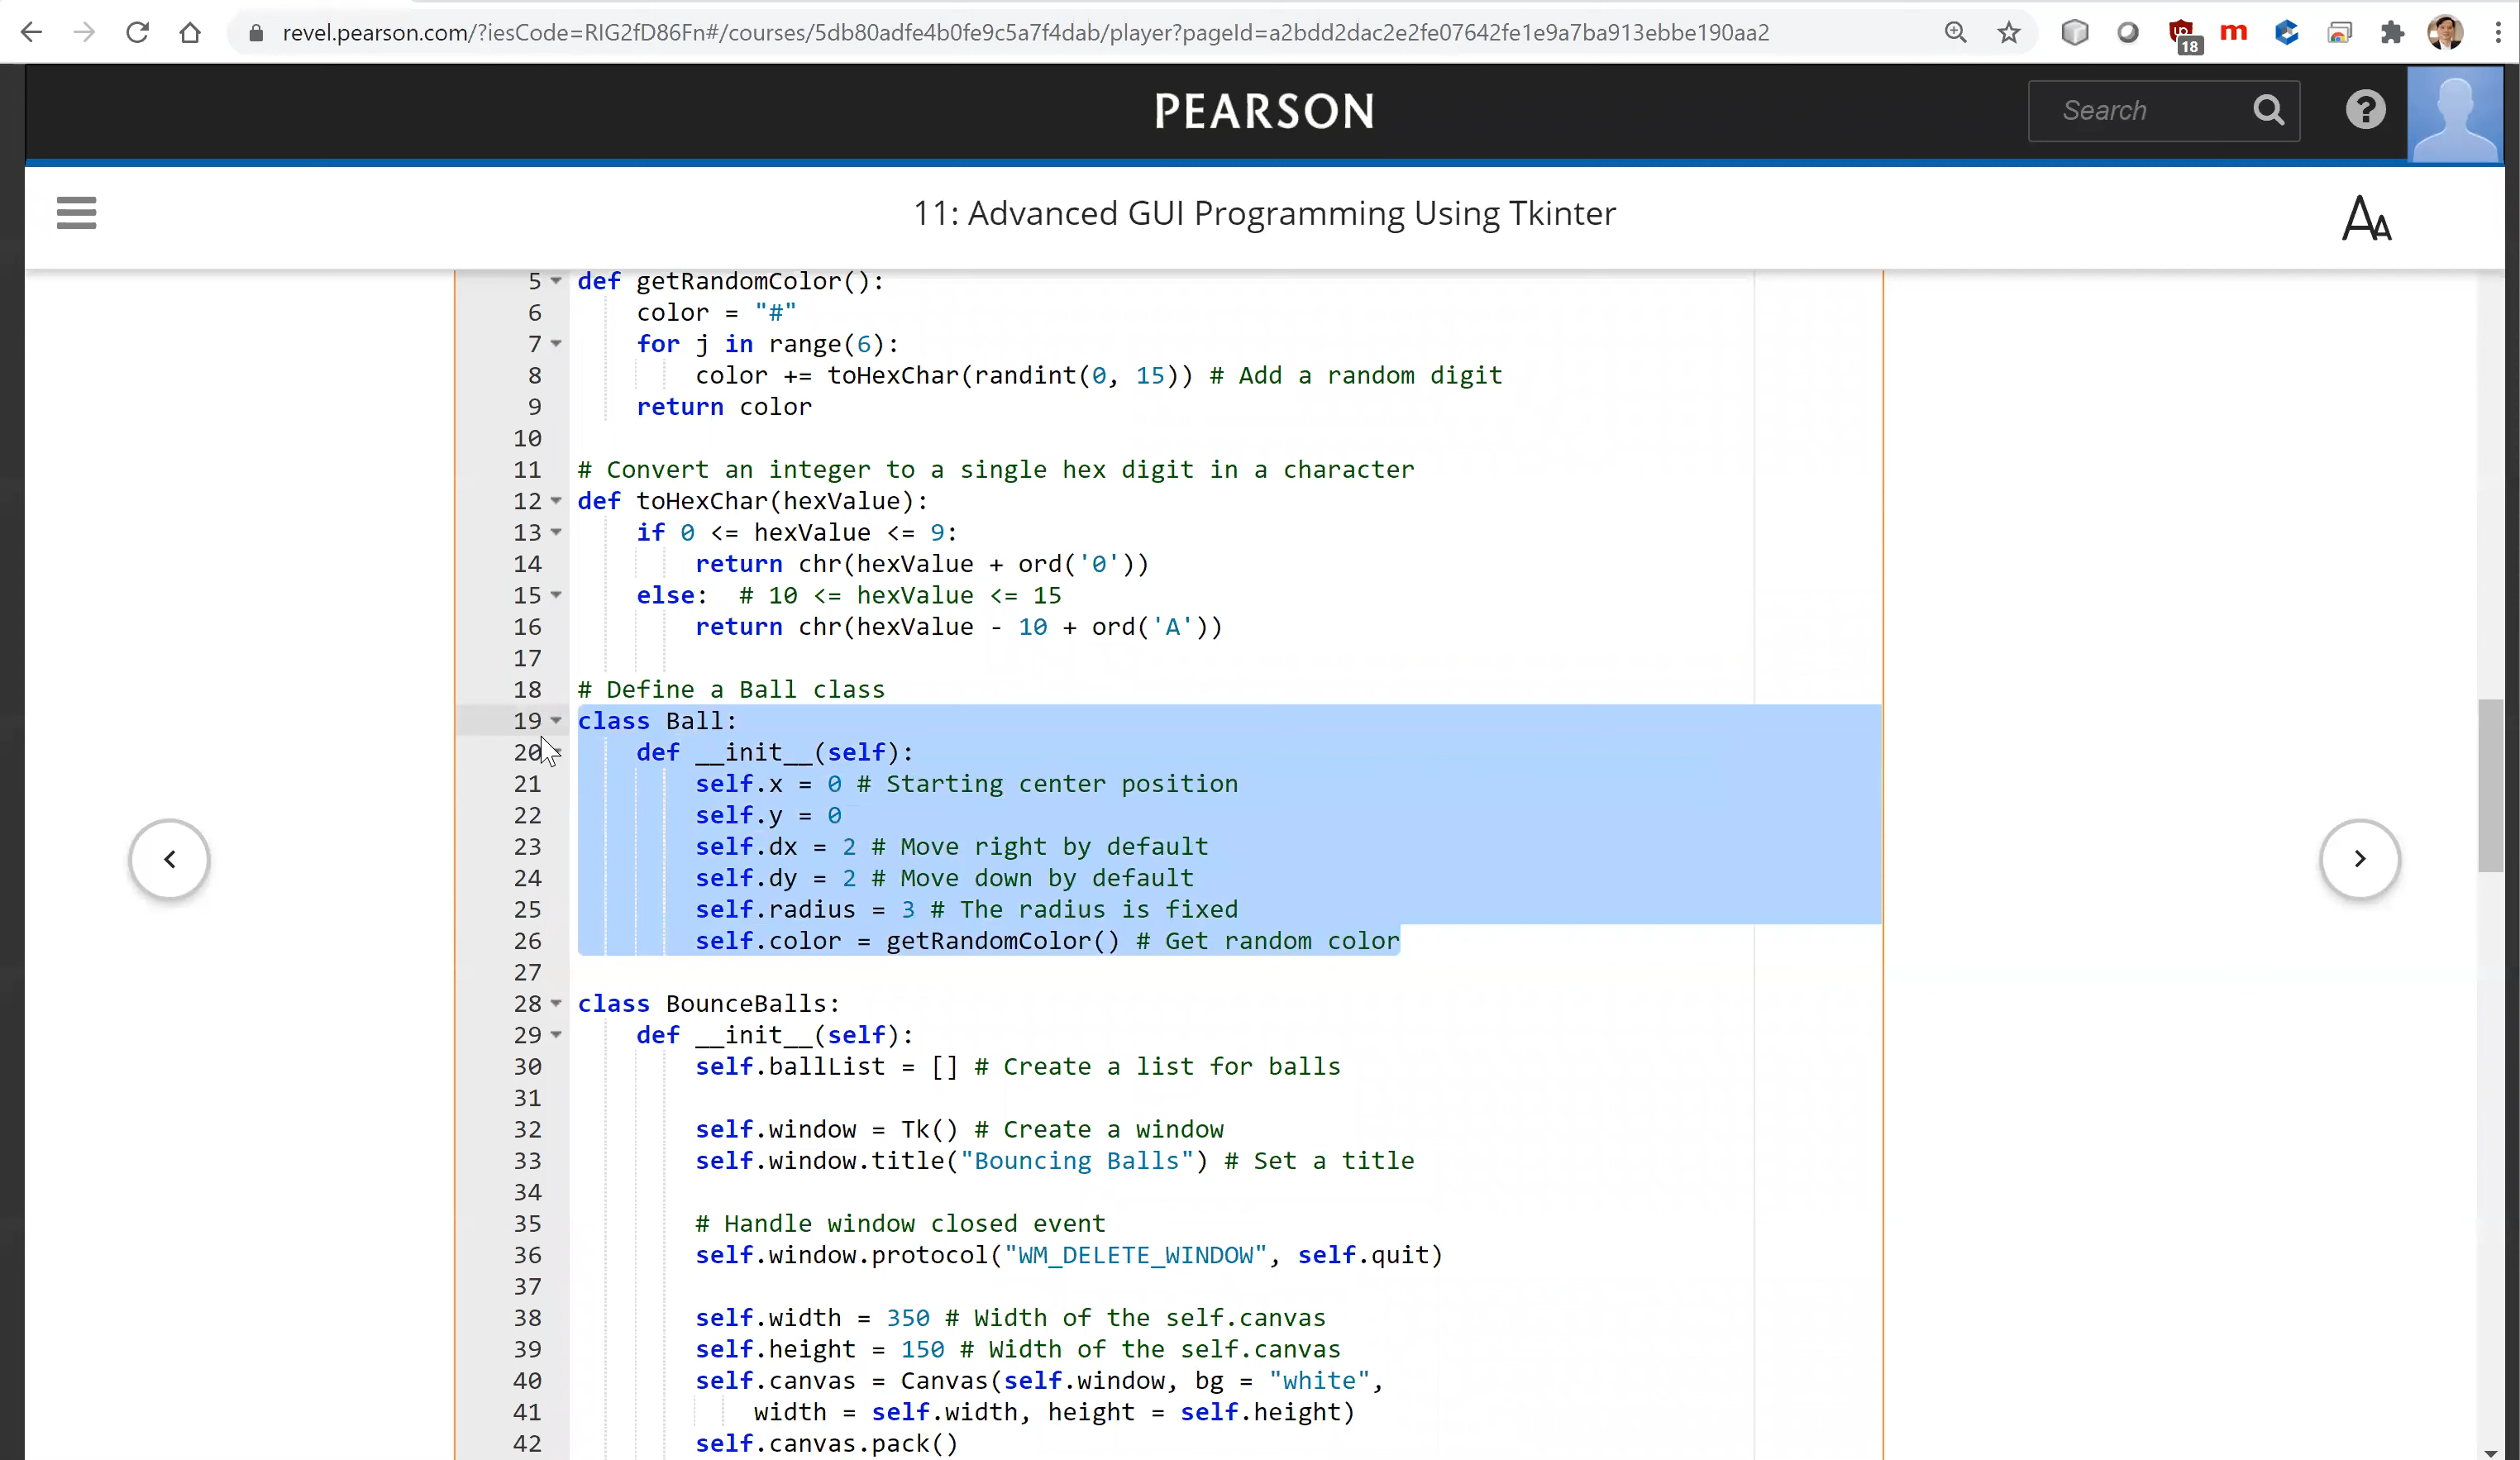 revel.pearson.com/?iesCode=RIG2fD86Fn#/courses/5db80adfe4b0fe9c5a7f4dab/player?pageId=a2bdd2dac2e2fe07642fe1e9a7ba913ebbe190aa2
18
m
PEARSON
Search
?
11: Advanced GUI Programming Using Tkinter
AA
5 def getRandomColor():
6     color = "#"
7     for j in range(6):
8         color += toHexChar(randint(0, 15)) # Add a random digit
9     return color
10
11 # Convert an integer to a single hex digit in a character
12 def toHexChar(hexValue):
13     if 0 <= hexValue <= 9:
14         return chr(hexValue + ord('0'))
15     else:  # 10 <= hexValue <= 15
16         return chr(hexValue - 10 + ord('A'))
17
18 # Define a Ball class
19 class Ball:
20     def __init__(self):
21         self.x = 0 # Starting center position
22         self.y = 0
23         self.dx = 2 # Move right by default
24         self.dy = 2 # Move down by default
25         self.radius = 3 # The radius is fixed
26         self.color = getRandomColor() # Get random color
27
28 class BounceBalls:
29     def __init__(self):
30         self.ballList = [] # Create a list for balls
31
32         self.window = Tk() # Create a window
33         self.window.title("Bouncing Balls") # Set a title
34
35         # Handle window closed event
36         self.window.protocol("WM_DELETE_WINDOW", self.quit)
37
38         self.width = 350 # Width of the self.canvas
39         self.height = 150 # Width of the self.canvas
40         self.canvas = Canvas(self.window, bg = "white",
41             width = self.width, height = self.height)
42         self.canvas.pack()